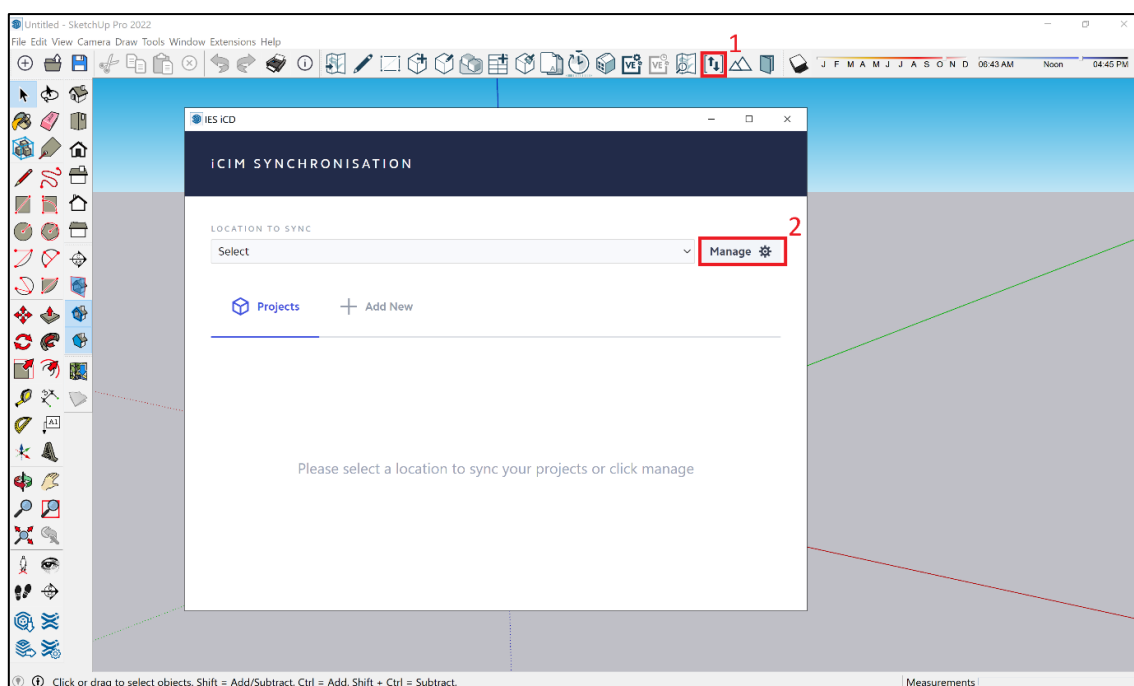 Untitled - SketchUp Pro 2022
File Edit View Camera Draw Tools Window Extensions Help
1
J F M A M J J A S O N D 06:43 AM Noon 04:45 PM
IES iCD
iCIM SYNCHRONISATION
LOCATION TO SYNC
2
Select
Manage
Projects
Add New
Please select a location to sync your projects or click manage
A1
Click or drag to select objects. Shift = Add/Subtract. Ctrl = Add. Shift + Ctrl = Subtract.
Measurements